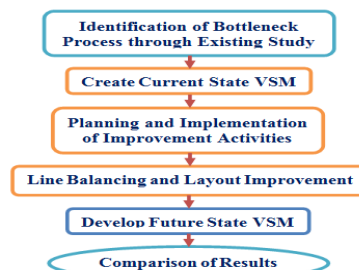 Identification of Bottleneck
Process through Existing Study
Create Current State VSM
Planning and Implementation
of Improvement Activities
Line Balancing and Layout Improvement
Develop Future State VSM
Comparison of Results